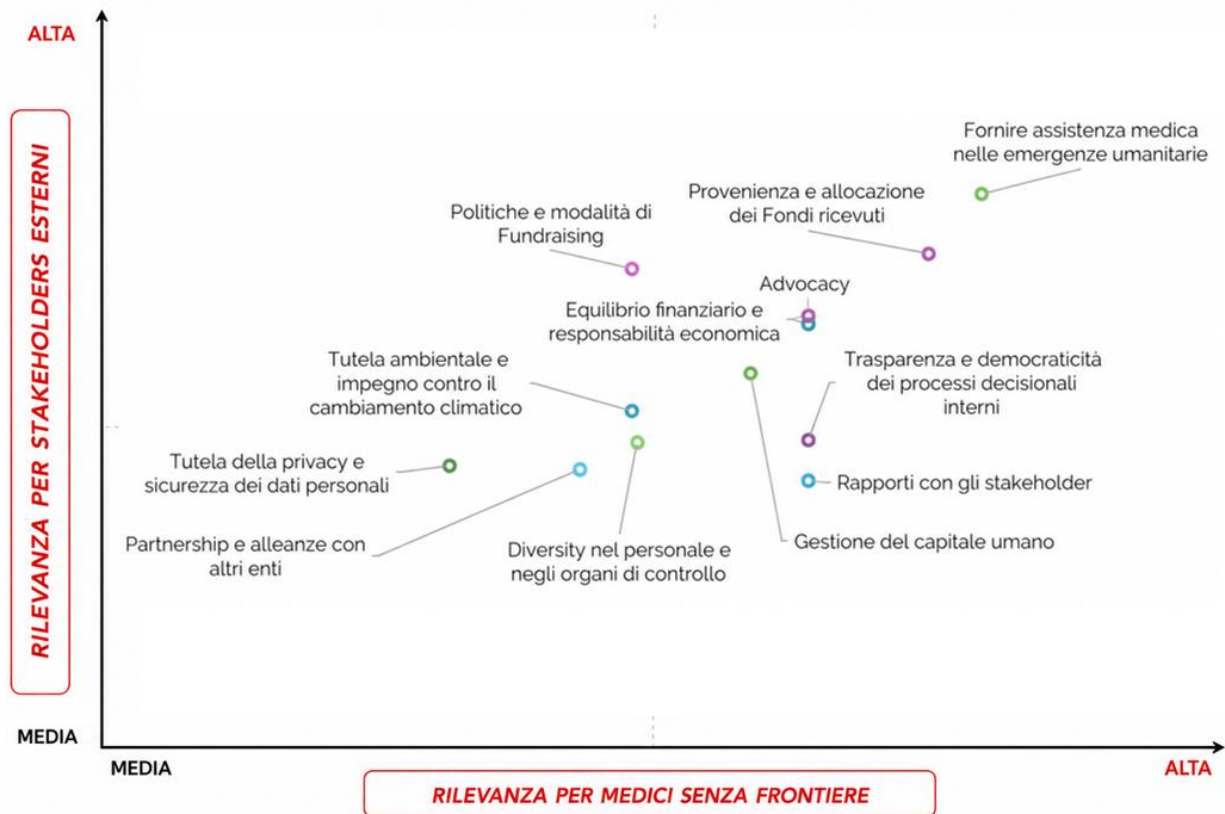 ALTA
RILEVANZA PER STAKEHOLDERS ESTERNI
Fornire assistenza medica
nelle emergenze umanitarie
Provenienza e allocazione
dei Fondi ricevuti
Politiche e modalità di
Fundraising
Advocacy
Equilibrio finanziario e
responsabilità economica
Tutela ambientale e
impegno contro il
cambiamento climatico
Trasparenza e democraticità
dei processi decisionali
interni
Tutela della privacy e
sicurezza dei dati personali
Rapporti con gli stakeholder
Partnership e alleanze con
altri enti
Diversity nel personale e
negli organi di controllo
Gestione del capitale umano
MEDIA
MEDIA
ALTA
RILEVANZA PER MEDICI SENZA FRONTIERE